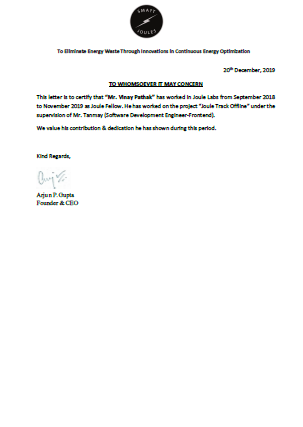 SMART
JOULES
To Eliminate Energy Waste Through Innovations in Continuous Energy Optimization
20th December, 2019
TO WHOMSOEVER IT MAY CONCERN
This letter is to certify that "Mr. Vinay Pathak" has worked in Joule Labs from September 2018
to November 2019 as Joule Fellow. He has worked on the project "Joule Track Offline" under the
supervision of Mr. Tanmay (Software Development Engineer-Frontend).
We value his contribution & dedication he has shown during this period.
Kind Regards,
Arjun P. Gupta
Founder & CEO